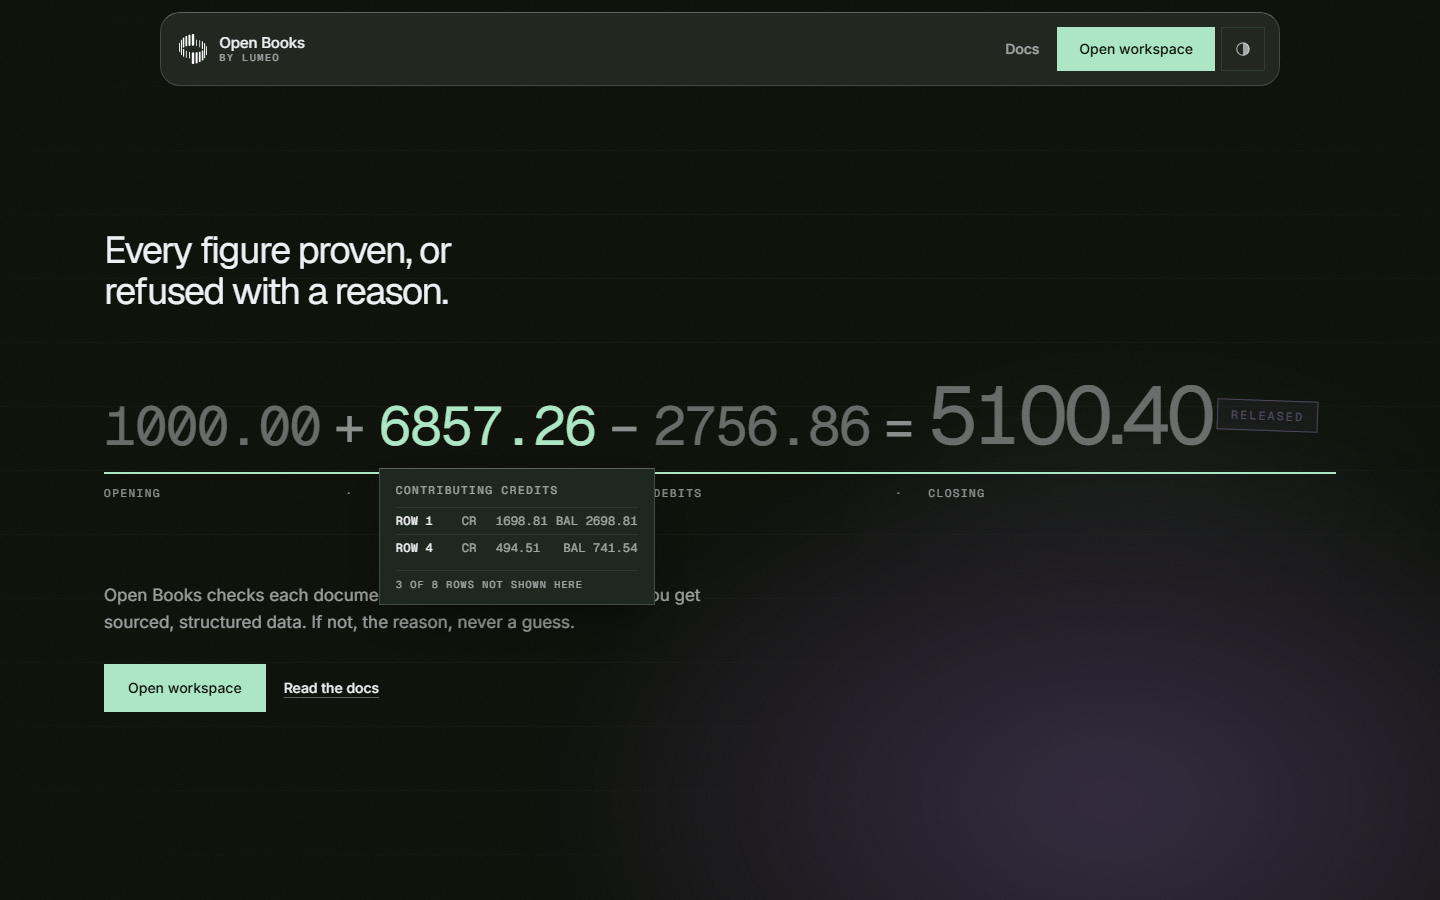 Open Books
BY LUMEO
Docs
Open workspace
Every figure proven, or
refused with a reason.
1000.00 + 6857.26 – 2756.86 = 5100.40
RELEASED
OPENING · DEBITS · CLOSING
CONTRIBUTING CREDITS
ROW 1 CR 1698.81 BAL 2698.81
ROW 4 CR 494.51 BAL 741.54
3 OF 8 ROWS NOT SHOWN HERE
Open Books checks each docume ou get
sourced, structured data. If not, the reason, never a guess.
Open workspace
Read the docs